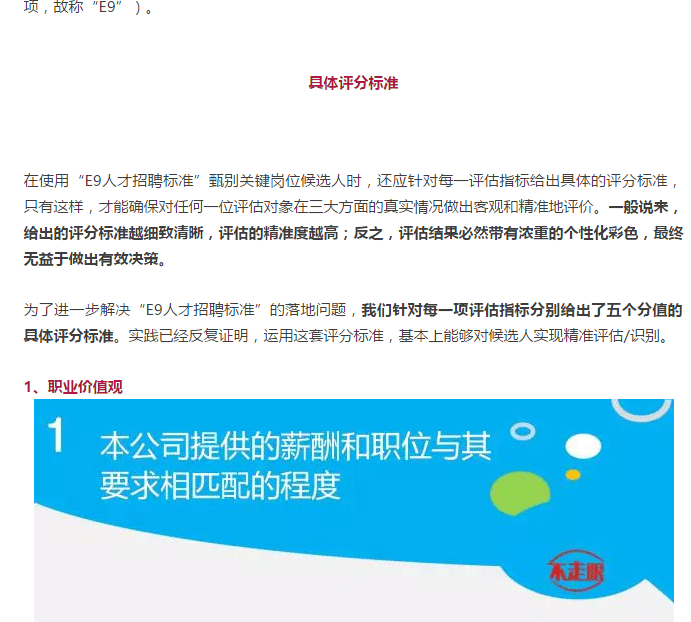 项，故称“E9”）。
具体评分标准
在使用“E9人才招聘标准”甄别关键岗位候选人时，还应针对每一评估指标给出具体的评分标准，
只有这样，才能确保对任何一位评估对象在三大方面的真实情况做出客观和精准地评价。一般说来，
给出的评分标准越细致清晰，评估的精准度越高；反之，评估结果必然带有浓重的个性化彩色，最终
无益于做出有效决策。
为了进一步解决“E9人才招聘标准”的落地问题，我们针对每一项评估指标分别给出了五个分值的
具体评分标准。实践已经反复证明，运用这套评分标准，基本上能够对候选人实现精准评估/识别。
1、职业价值观
1
本公司提供的薪酬和职位与其
要求相匹配的程度
不走眼